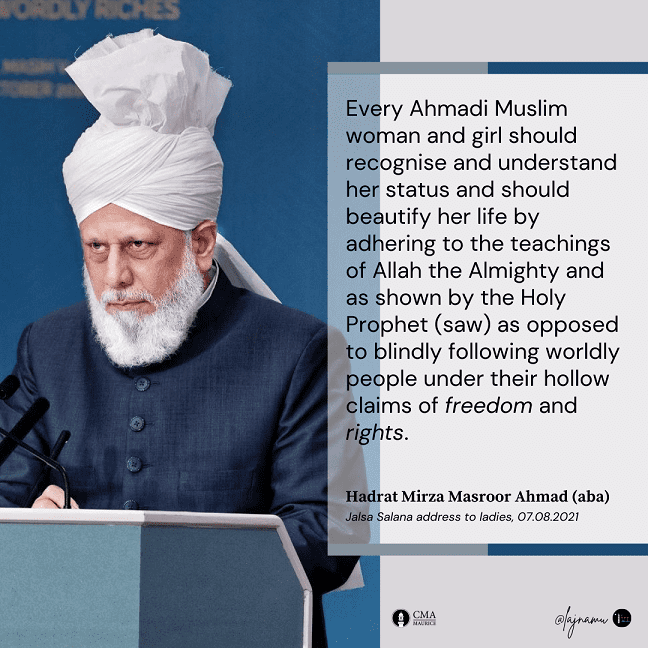 WORDLY RICHES
Every Ahmadi Muslim
woman and girl should
recognise and understand
her status and should
beautify her life by
adhering to the teachings
of Allah the Almighty and
as shown by the Holy
Prophet (saw) as opposed
to blindly following worldly
people under their hollow
claims of freedom and
rights.
Hadrat Mirza Masroor Ahmad (aba)
Jalsa Salana address to ladies, 07.08.2021
CMA
MAURICE
@lajnamu